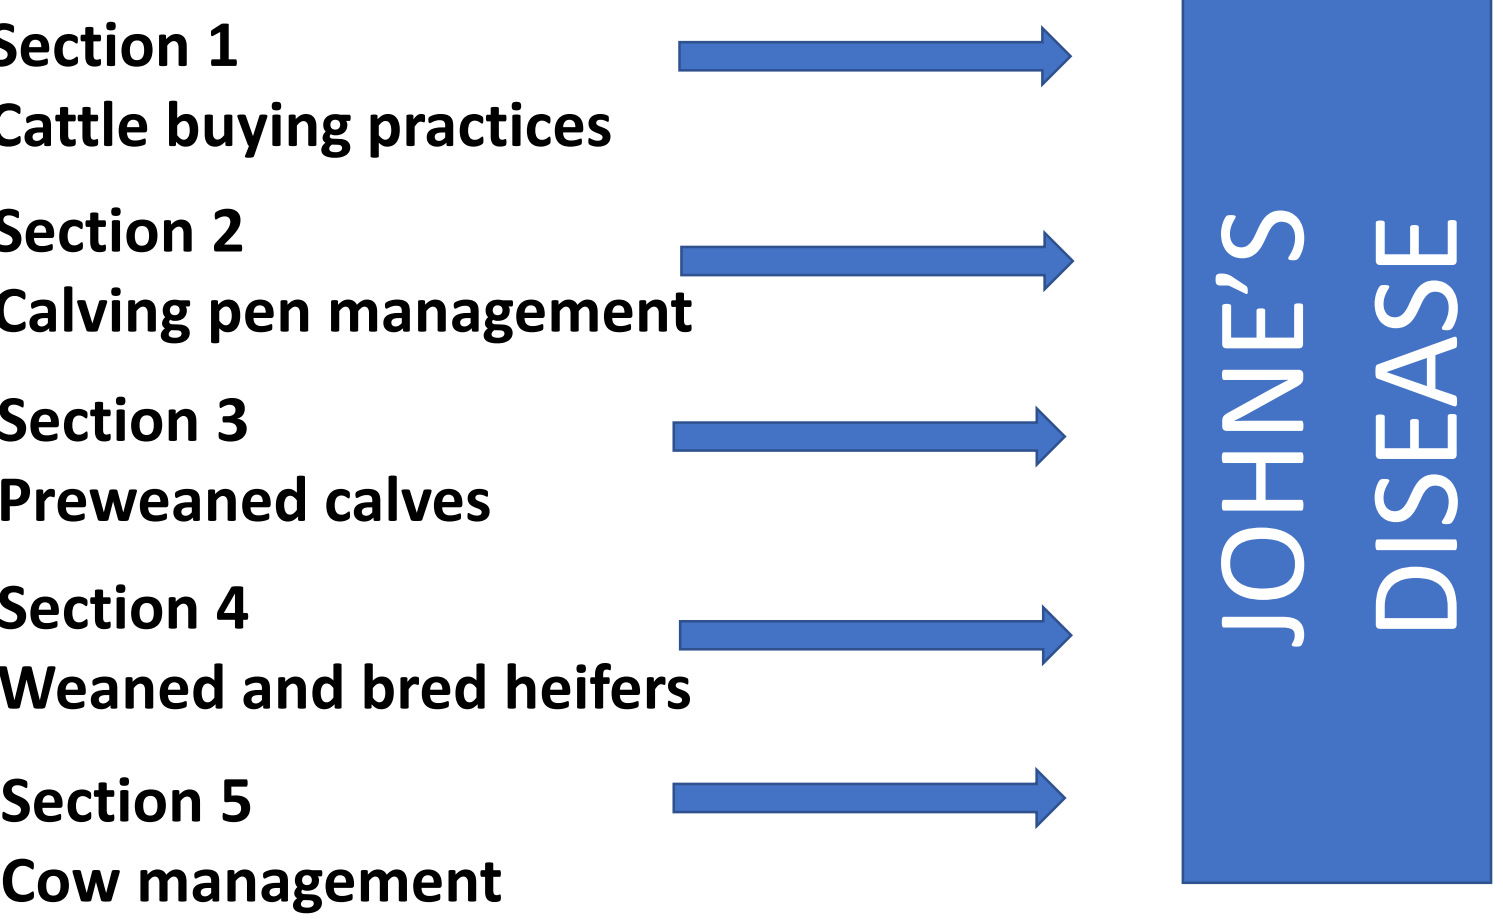 Section 1
Cattle buying practices
Section 2
Calving pen management
Section 3
Preweaned calves
Section 4
Weaned and bred heifers
Section 5
Cow management
JOHNE’S
DISEASE